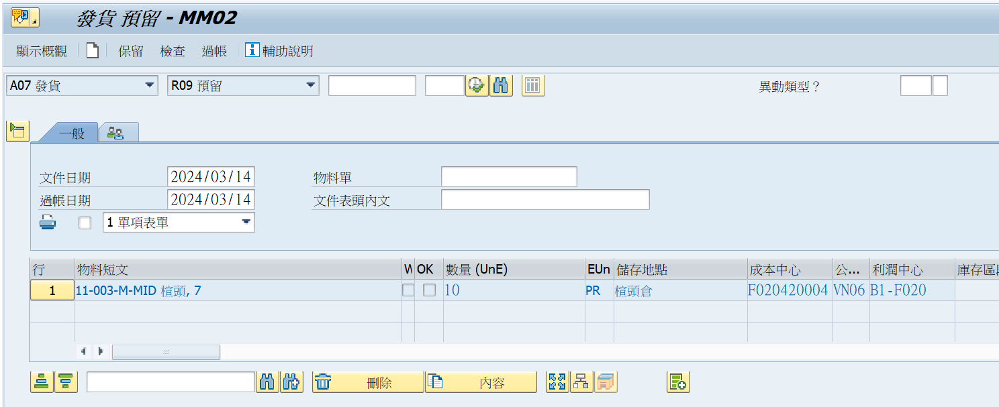 發貨 預留 - MM02
顯示概觀 保留 檢查 過帳 輔助說明
A07 發貨 R09 預留 異動類型？
一般
文件日期 2024/03/14 物料單
過帳日期 2024/03/14 文件表頭內文
1 單項表單
行 物料短文 W OK 數量 (UnE) EUn 儲存地點 成本中心 公... 利潤中心 庫存區段
1 11-003-M-MID 楦頭, 7 10 PR 楦頭倉 F020420004 VN06 B1-F020
刪除 內容